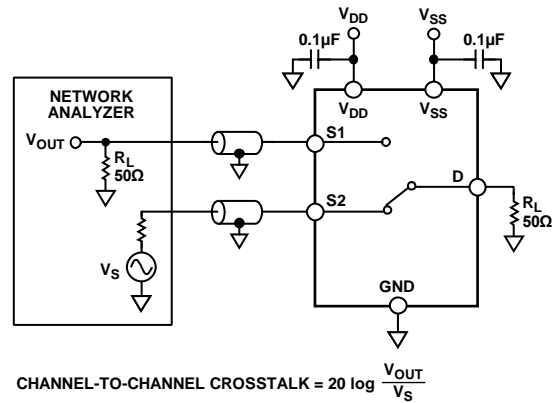 VDD
VSS
0.1µF
0.1µF
VDD
VSS
NETWORK
ANALYZER
VOUT
RL
50Ω
S1
S2
D
RL
50Ω
VS
GND
CHANNEL-TO-CHANNEL CROSSTALK = 20 log VOUT
VS